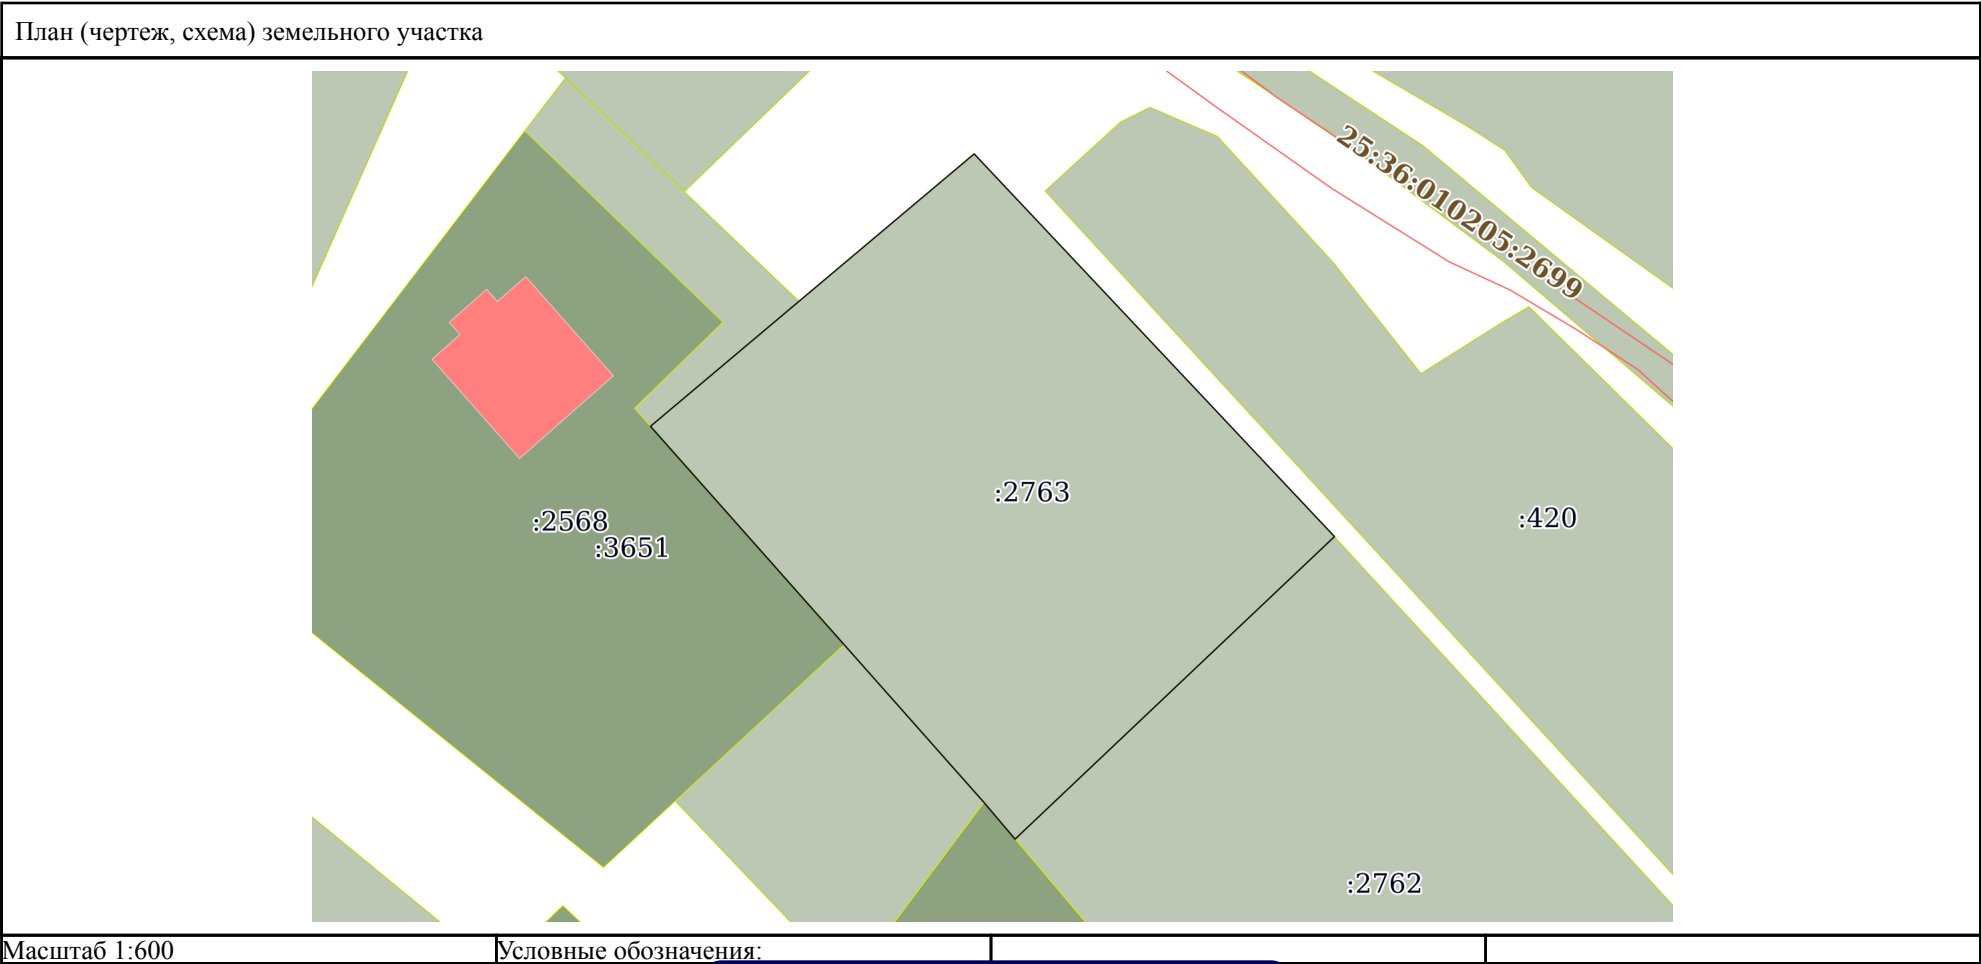 План (чертеж, схема) земельного участка
25:36:010205:2699
:2763
:420
:2568
:3651
:2762
Масштаб 1:600
Условные обозначения: